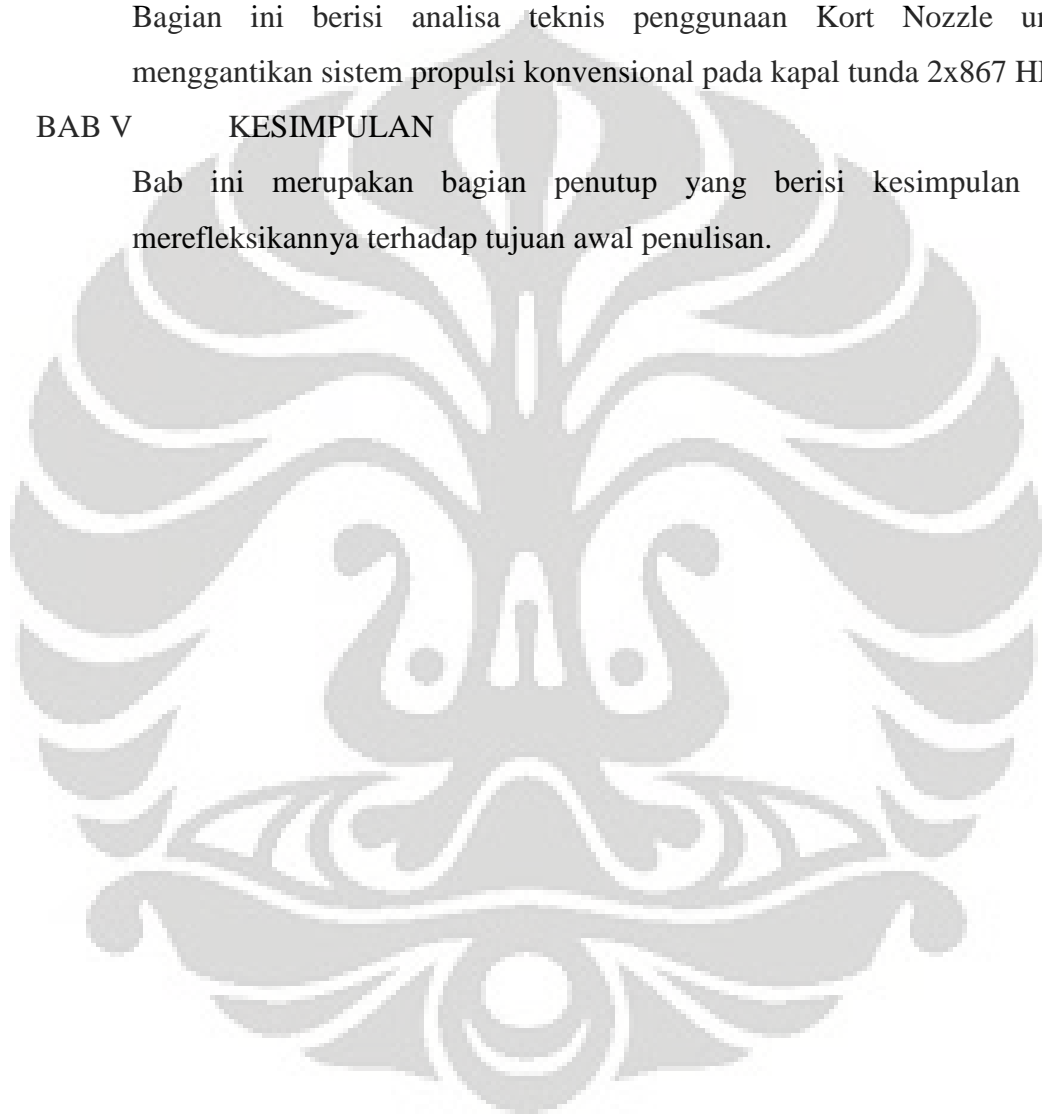 Bagian ini berisi analisa teknis penggunaan Kort Nozzle
menggantikan sistem propulsi konvensional pada kapal tunda 2x867
BAB V KESIMPULAN
Bab ini merupakan bagian penutup yang berisi kesimpulan
merefleksikannya terhadap tujuan awal penulisan.